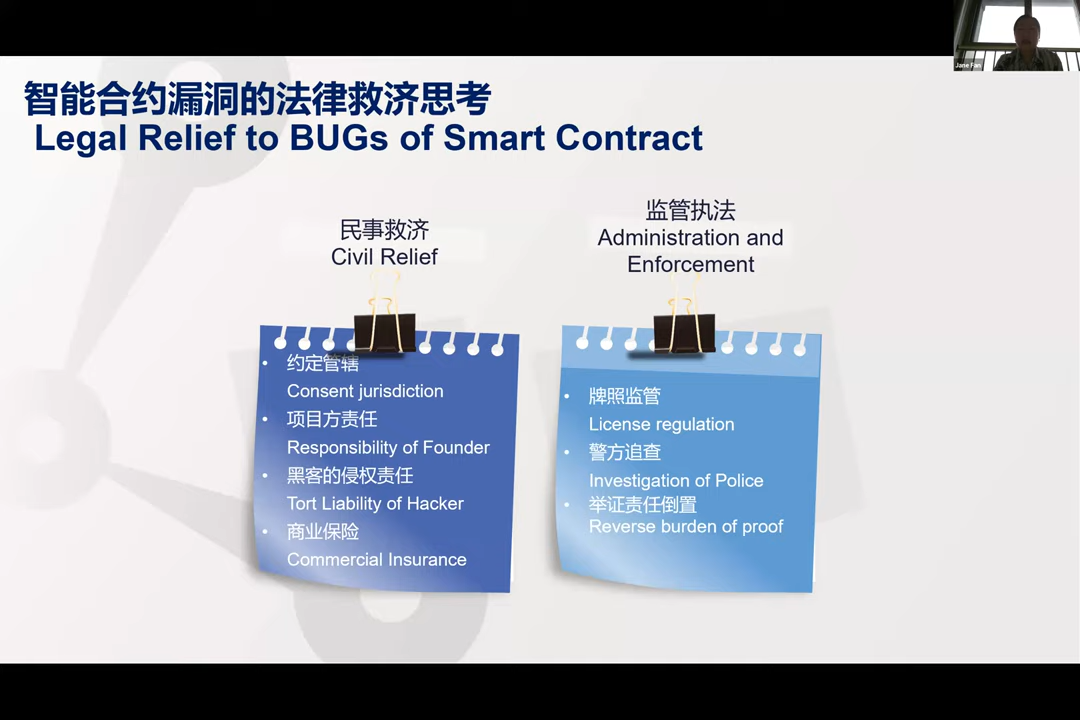 Jane Fan
智能合约漏洞的法律救济思考
Legal Relief to BUGs of Smart Contract
民事救济
Civil Relief
• 约定管辖
Consent jurisdiction
• 项目方责任
Responsibility of Founder
• 黑客的侵权责任
Tort Liability of Hacker
• 商业保险
Commercial Insurance
监管执法
Administration and
Enforcement
• 牌照监管
License regulation
• 警方追查
Investigation of Police
• 举证责任倒置
Reverse burden of proof